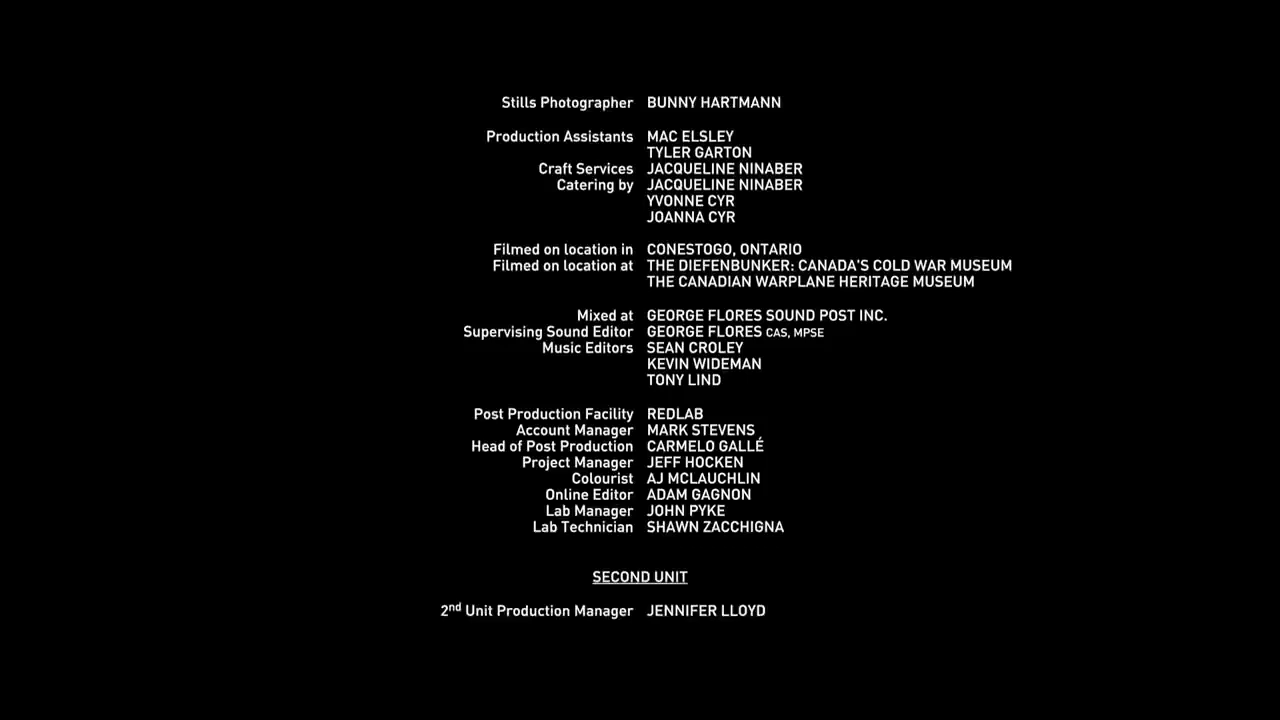 Stills Photographer BUNNY HARTMANN
Production Assistants MAC ELSLEY
TYLER GARTON
Craft Services JACQUELINE NINABER
Catering by JACQUELINE NINABER
YVONNE CYR
JOANNA CYR
Filmed on location in CONESTOGO, ONTARIO
Filmed on location at THE DIEFENBUNKER: CANADA'S COLD WAR MUSEUM
THE CANADIAN WARPLANE HERITAGE MUSEUM
Mixed at GEORGE FLORES SOUND POST INC.
Supervising Sound Editor GEORGE FLORES CAS, MPSE
Music Editors SEAN CROLEY
KEVIN WIDEMAN
TONY LIND
Post Production Facility REDLAB
Account Manager MARK STEVENS
Head of Post Production CARMELO GALLÉ
Project Manager JEFF HOCKEN
Colourist AJ MCLAUCHLIN
Online Editor ADAM GAGNON
Lab Manager JOHN PYKE
Lab Technician SHAWN ZACCHIGNA
SECOND UNIT
2nd Unit Production Manager JENNIFER LLOYD